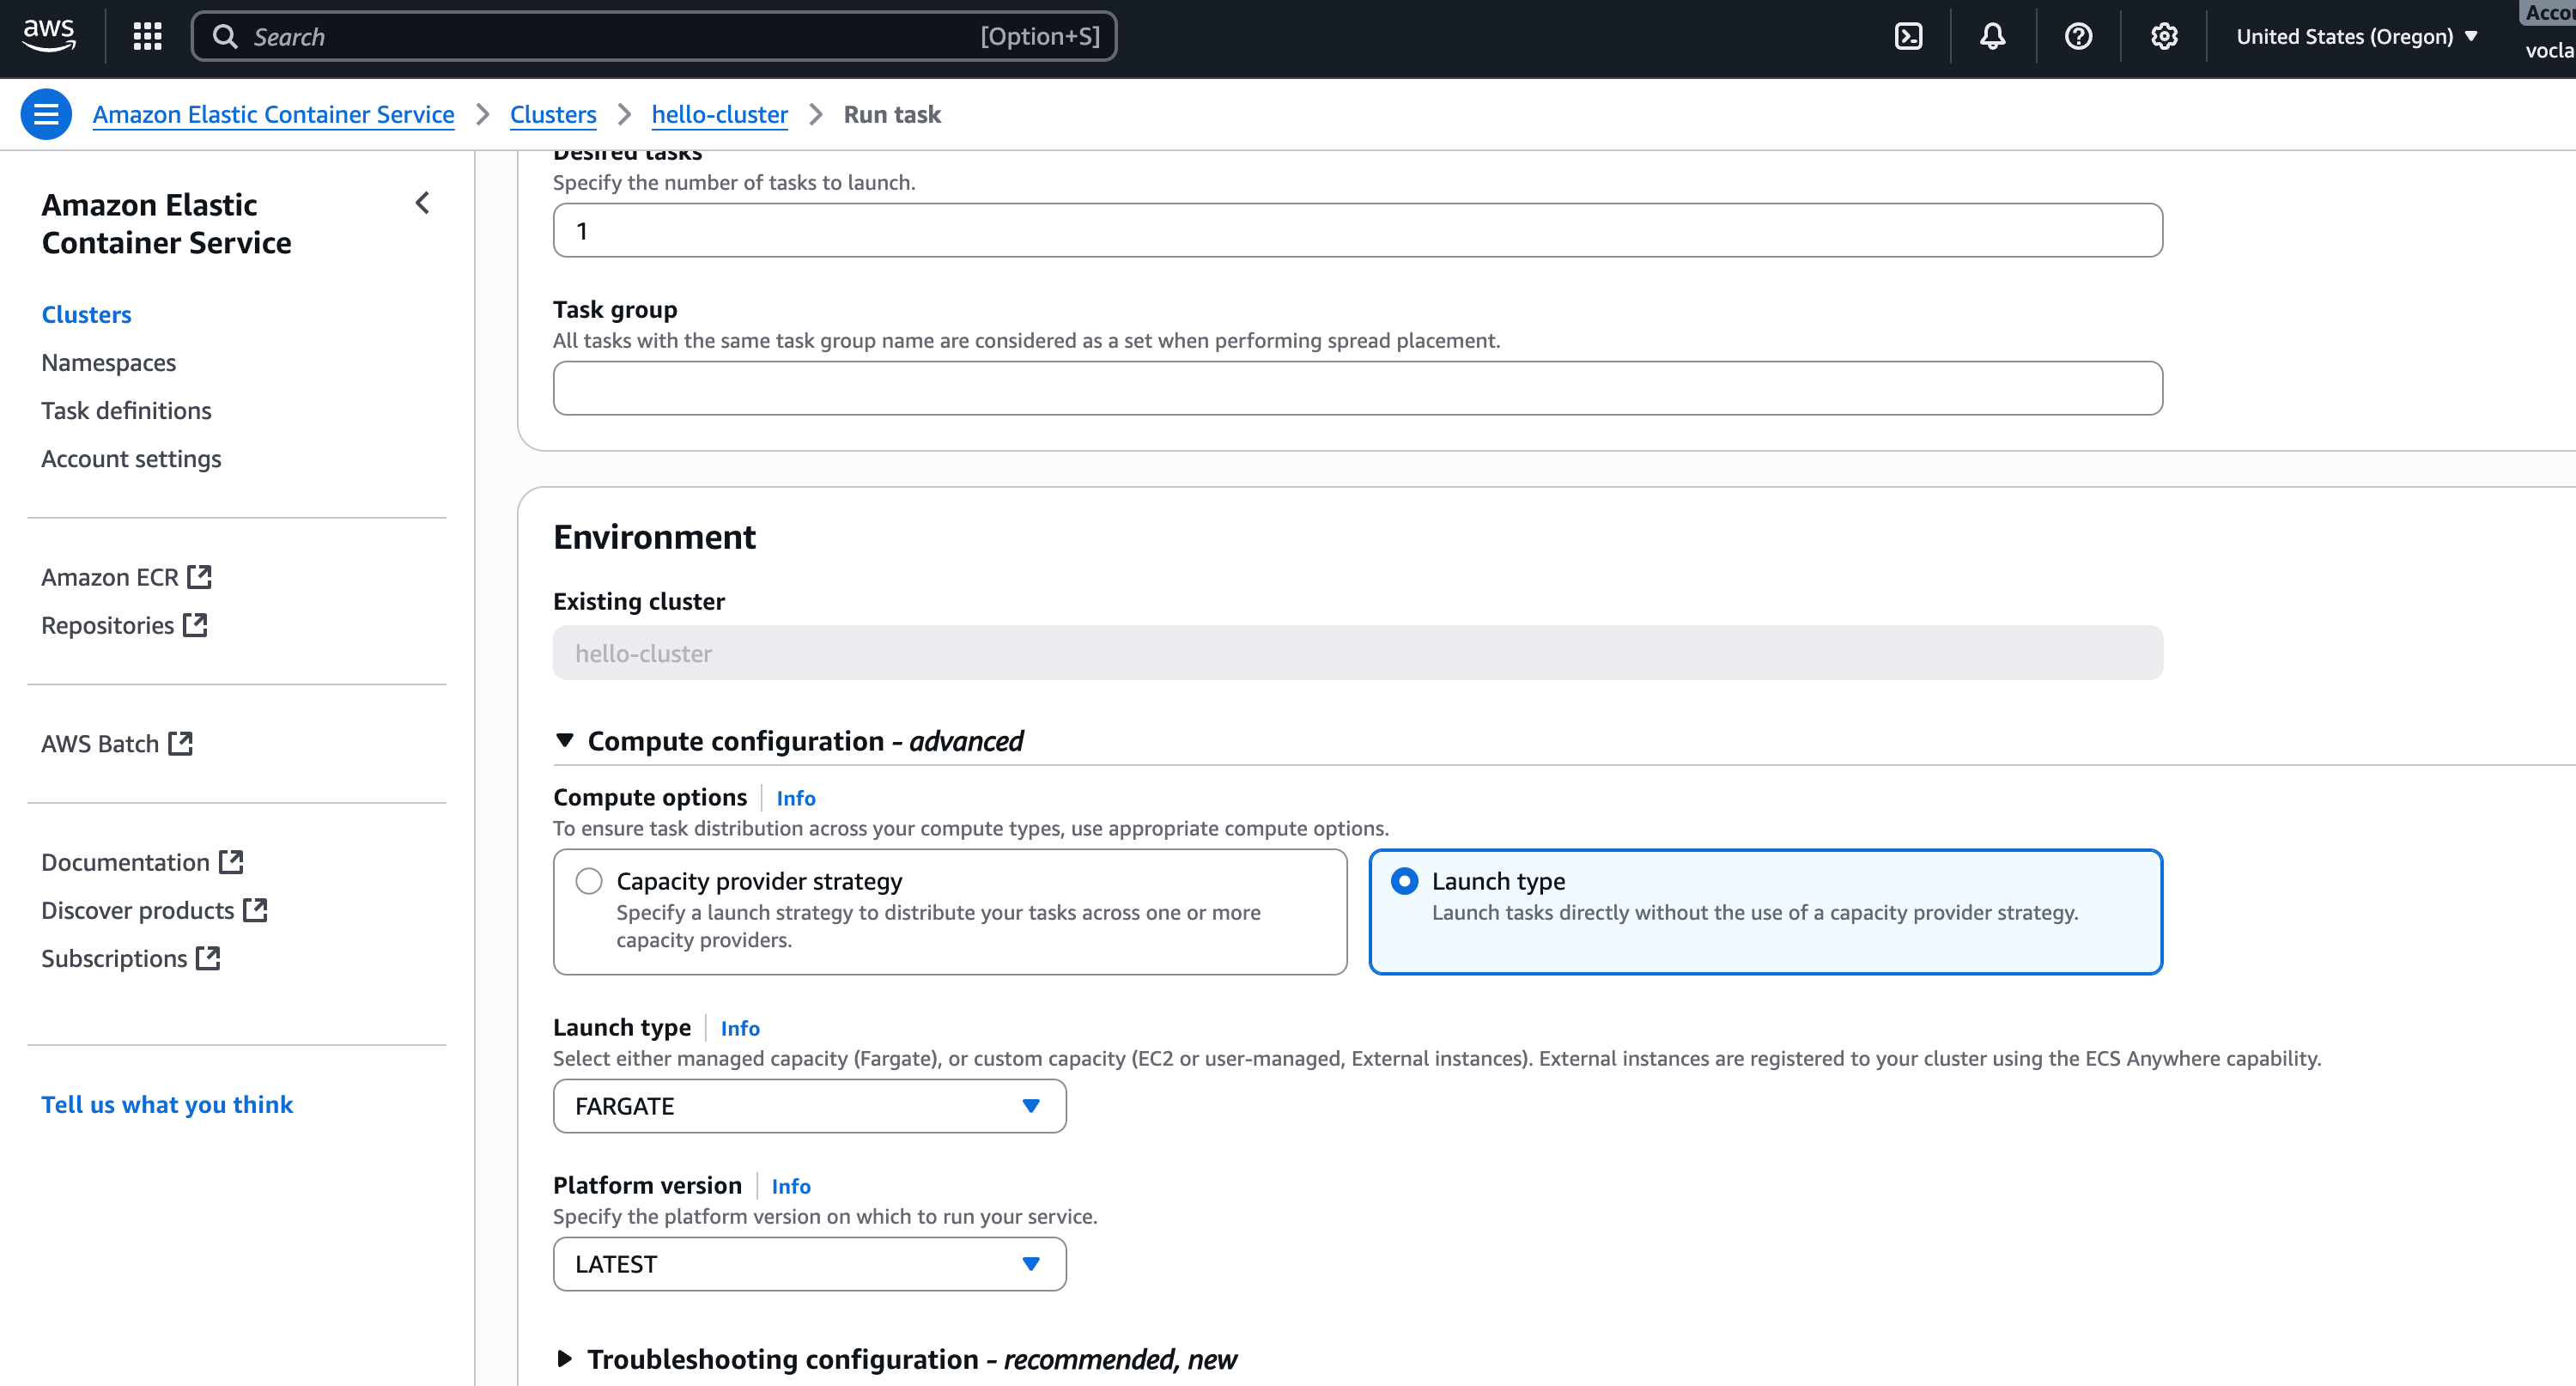 aws
Search
[Option+S]
United States (Oregon)
Amazon Elastic Container Service
Clusters
hello-cluster
Run task
Amazon Elastic
Container Service
Clusters
Namespaces
Task definitions
Account settings
Amazon ECR
Repositories
AWS Batch
Documentation
Discover products
Subscriptions
Tell us what you think
Desired tasks
Specify the number of tasks to launch.
1
Task group
All tasks with the same task group name are considered as a set when performing spread placement.
Environment
Existing cluster
hello-cluster
Compute configuration - advanced
Compute options
Info
To ensure task distribution across your compute types, use appropriate compute options.
Capacity provider strategy
Specify a launch strategy to distribute your tasks across one or more
capacity providers.
Launch type
Launch tasks directly without the use of a capacity provider strategy.
Launch type
Info
Select either managed capacity (Fargate), or custom capacity (EC2 or user-managed, External instances). External instances are registered to your cluster using the ECS Anywhere capability.
FARGATE
Platform version
Info
Specify the platform version on which to run your service.
LATEST
Troubleshooting configuration - recommended, new